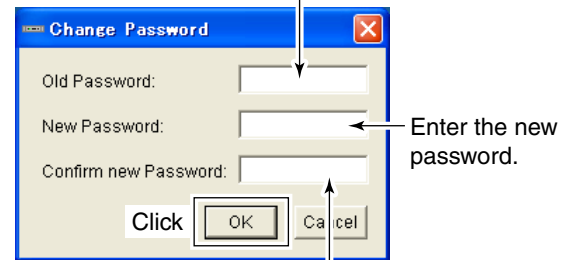 Change Password
Old Password:
New Password:
Enter the new
password.
Confirm new Password:
Click OK Cancel